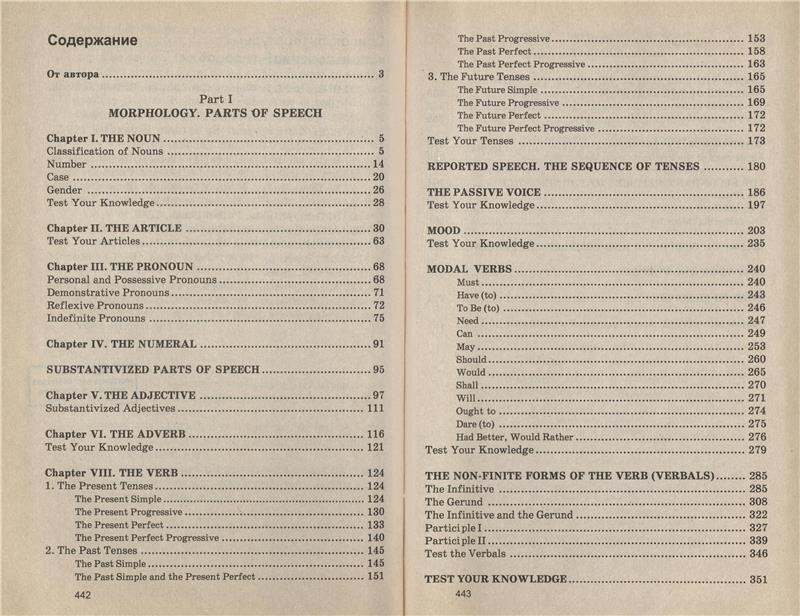 Содержание
От автора ........ 3
Part I
MORPHOLOGY. PARTS OF SPEECH
Chapter I. THE NOUN ........ 5
Classification of Nouns ........ 5
Number ........ 14
Case ........ 20
Gender ........ 26
Test Your Knowledge ........ 28
Chapter II. THE ARTICLE ........ 30
Test Your Articles ........ 63
Chapter III. THE PRONOUN ........ 68
Personal and Possessive Pronouns ........ 68
Demonstrative Pronouns ........ 71
Reflexive Pronouns ........ 72
Indefinite Pronouns ........ 75
Chapter IV. THE NUMERAL ........ 91
SUBSTANTIVIZED PARTS OF SPEECH ........ 95
Chapter V. THE ADJECTIVE ........ 97
Substantivized Adjectives ........ 111
Chapter VI. THE ADVERB ........ 116
Test Your Knowledge ........ 121
Chapter VIII. THE VERB ........ 124
1. The Present Tenses ........ 124
The Present Simple ........ 124
The Present Progressive ........ 130
The Present Perfect ........ 133
The Present Perfect Progressive ........ 140
2. The Past Tenses ........ 145
The Past Simple ........ 145
The Past Simple and the Present Perfect ........ 151
442
The Past Progressive ........ 153
The Past Perfect ........ 158
The Past Perfect Progressive ........ 163
3. The Future Tenses ........ 165
The Future Simple ........ 165
The Future Progressive ........ 169
The Future Perfect ........ 172
The Future Perfect Progressive ........ 172
Test Your Tenses ........ 173
REPORTED SPEECH. THE SEQUENCE OF TENSES ........ 180
THE PASSIVE VOICE ........ 186
Test Your Knowledge ........ 197
MOOD ........ 203
Test Your Knowledge ........ 235
MODAL VERBS ........ 240
Must ........ 240
Have (to) ........ 243
To Be (to) ........ 246
Need ........ 247
Can ........ 249
May ........ 253
Should ........ 260
Would ........ 265
Shall ........ 270
Will ........ 271
Ought to ........ 274
Dare (to) ........ 275
Had Better, Would Rather ........ 276
Test Your Knowledge ........ 279
THE NON-FINITE FORMS OF THE VERB (VERBALS) ........ 285
The Infinitive ........ 285
The Gerund ........ 308
The Infinitive and the Gerund ........ 322
Participle I ........ 327
Participle II ........ 339
Test the Verbals ........ 346
TEST YOUR KNOWLEDGE ........ 351
443